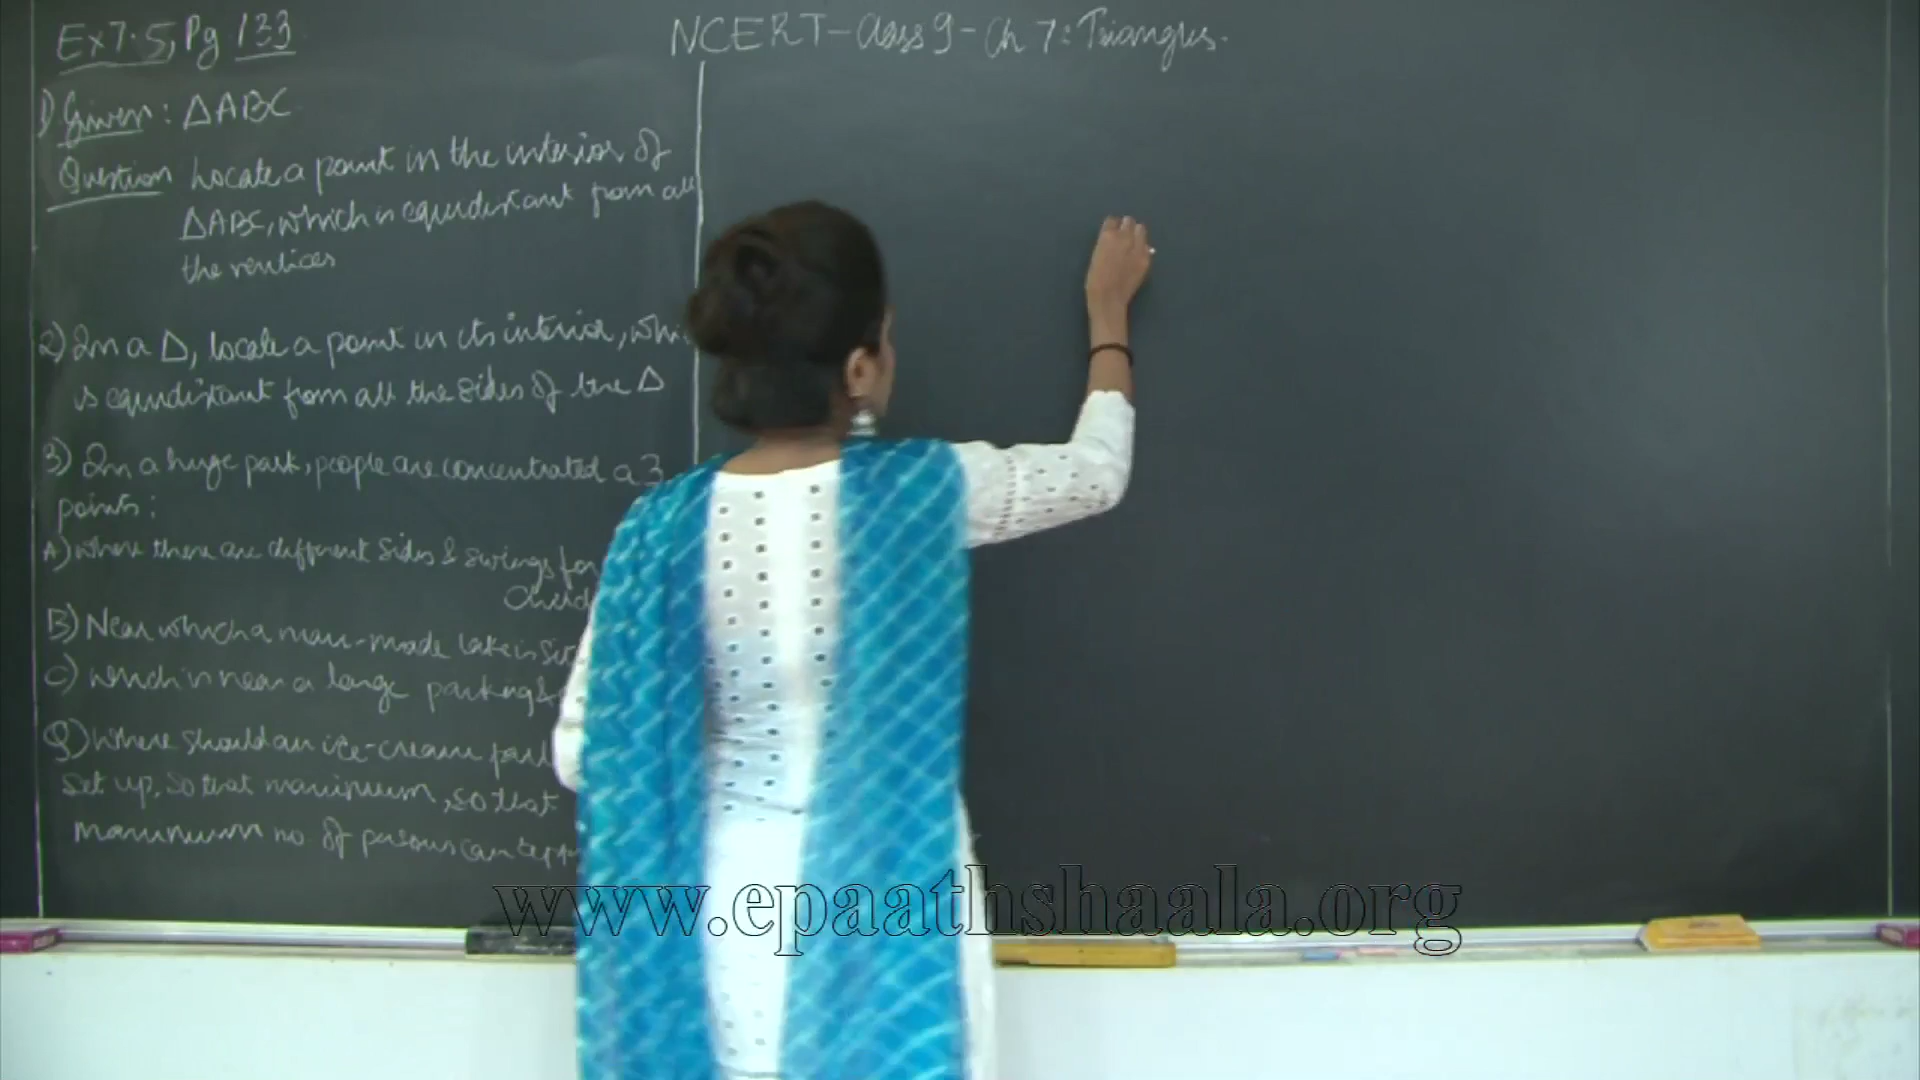 NCERT-Class 9-Ch 7: Triangles.
Ex 7.5, Pg 133
1) Given : △ABC
Question Locate a point in the interior of
△ABC, which is equidistant from all
the vertices
2) In a △, locate a point in its interior, whi
is equidistant from all the sides of the △
3) In a huge park, people are concentrated a 3
points:
A) where there are different Sides & swings for
B) Near which a man-made lake is
C) which is near a large parking &
Q) Where should an ice-cream
set up, so that maximum, so that
maximum no. of persons can
www.epaathshaala.org